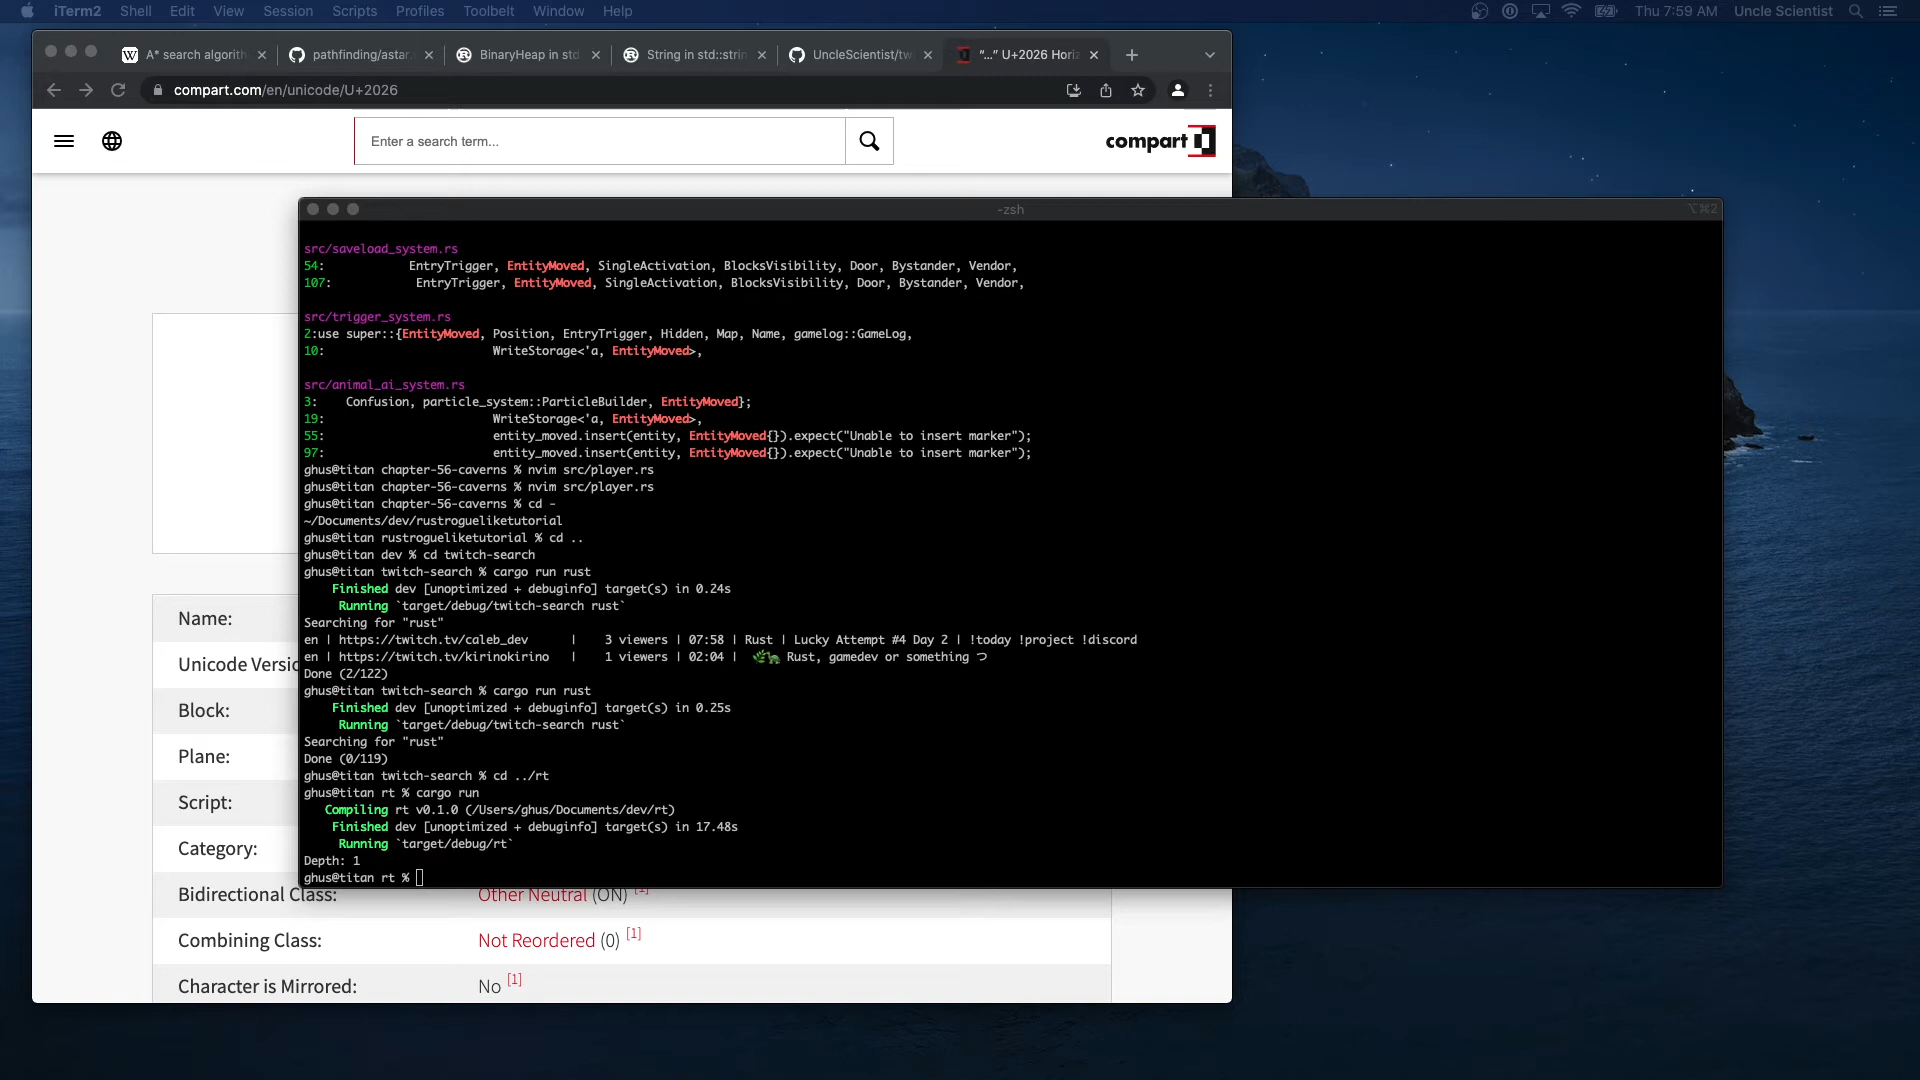 iTerm2 Shell Edit View Session Scripts Profiles Toolbelt Window Help Thu 7:59 AM Uncle Scientist
A* search algorith pathfinding/astar. BinaryHeap in std String in std::strin UncleScientist/tw "…" U+2026 Horiz
compart.com/en/unicode/U+2026
Enter a search term...
compart
-zsh
⌥⌘2
src/saveload_system.rs
54: EntryTrigger, EntityMoved, SingleActivation, BlocksVisibility, Door, Bystander, Vendor,
107: EntryTrigger, EntityMoved, SingleActivation, BlocksVisibility, Door, Bystander, Vendor,
src/trigger_system.rs
2:use super::{EntityMoved, Position, EntryTrigger, Hidden, Map, Name, gamelog::GameLog,
10: WriteStorage<'a, EntityMoved>,
src/animal_ai_system.rs
3: Confusion, particle_system::ParticleBuilder, EntityMoved};
19: WriteStorage<'a, EntityMoved>,
55: entity_moved.insert(entity, EntityMoved{}).expect("Unable to insert marker");
97: entity_moved.insert(entity, EntityMoved{}).expect("Unable to insert marker");
ghus@titan chapter-56-caverns % nvim src/player.rs
ghus@titan chapter-56-caverns % nvim src/player.rs
ghus@titan chapter-56-caverns % cd -
~/Documents/dev/rustrogueliketutorial
ghus@titan rustrogueliketutorial % cd ..
ghus@titan dev % cd twitch-search
ghus@titan twitch-search % cargo run rust
Finished dev [unoptimized + debuginfo] target(s) in 0.24s
Running `target/debug/twitch-search rust`
Searching for "rust"
en | https://twitch.tv/caleb_dev | 3 viewers | 07:58 | Rust | Lucky Attempt #4 Day 2 | !today !project !discord
en | https://twitch.tv/kirinokirino | 1 viewers | 02:04 | 🌿🦕 Rust, gamedev or something つ
Done (2/122)
ghus@titan twitch-search % cargo run rust
Finished dev [unoptimized + debuginfo] target(s) in 0.25s
Running `target/debug/twitch-search rust`
Searching for "rust"
Done (0/119)
ghus@titan twitch-search % cd ../rt
ghus@titan rt % cargo run
Compiling rt v0.1.0 (/Users/ghus/Documents/dev/rt)
Finished dev [unoptimized + debuginfo] target(s) in 17.48s
Running `target/debug/rt`
Depth: 1
ghus@titan rt %
Name:
Unicode Versio
Block:
Plane:
Script:
Category:
Bidirectional Class: Other Neutral (ON) [1]
Combining Class: Not Reordered (0) [1]
Character is Mirrored: No [1]